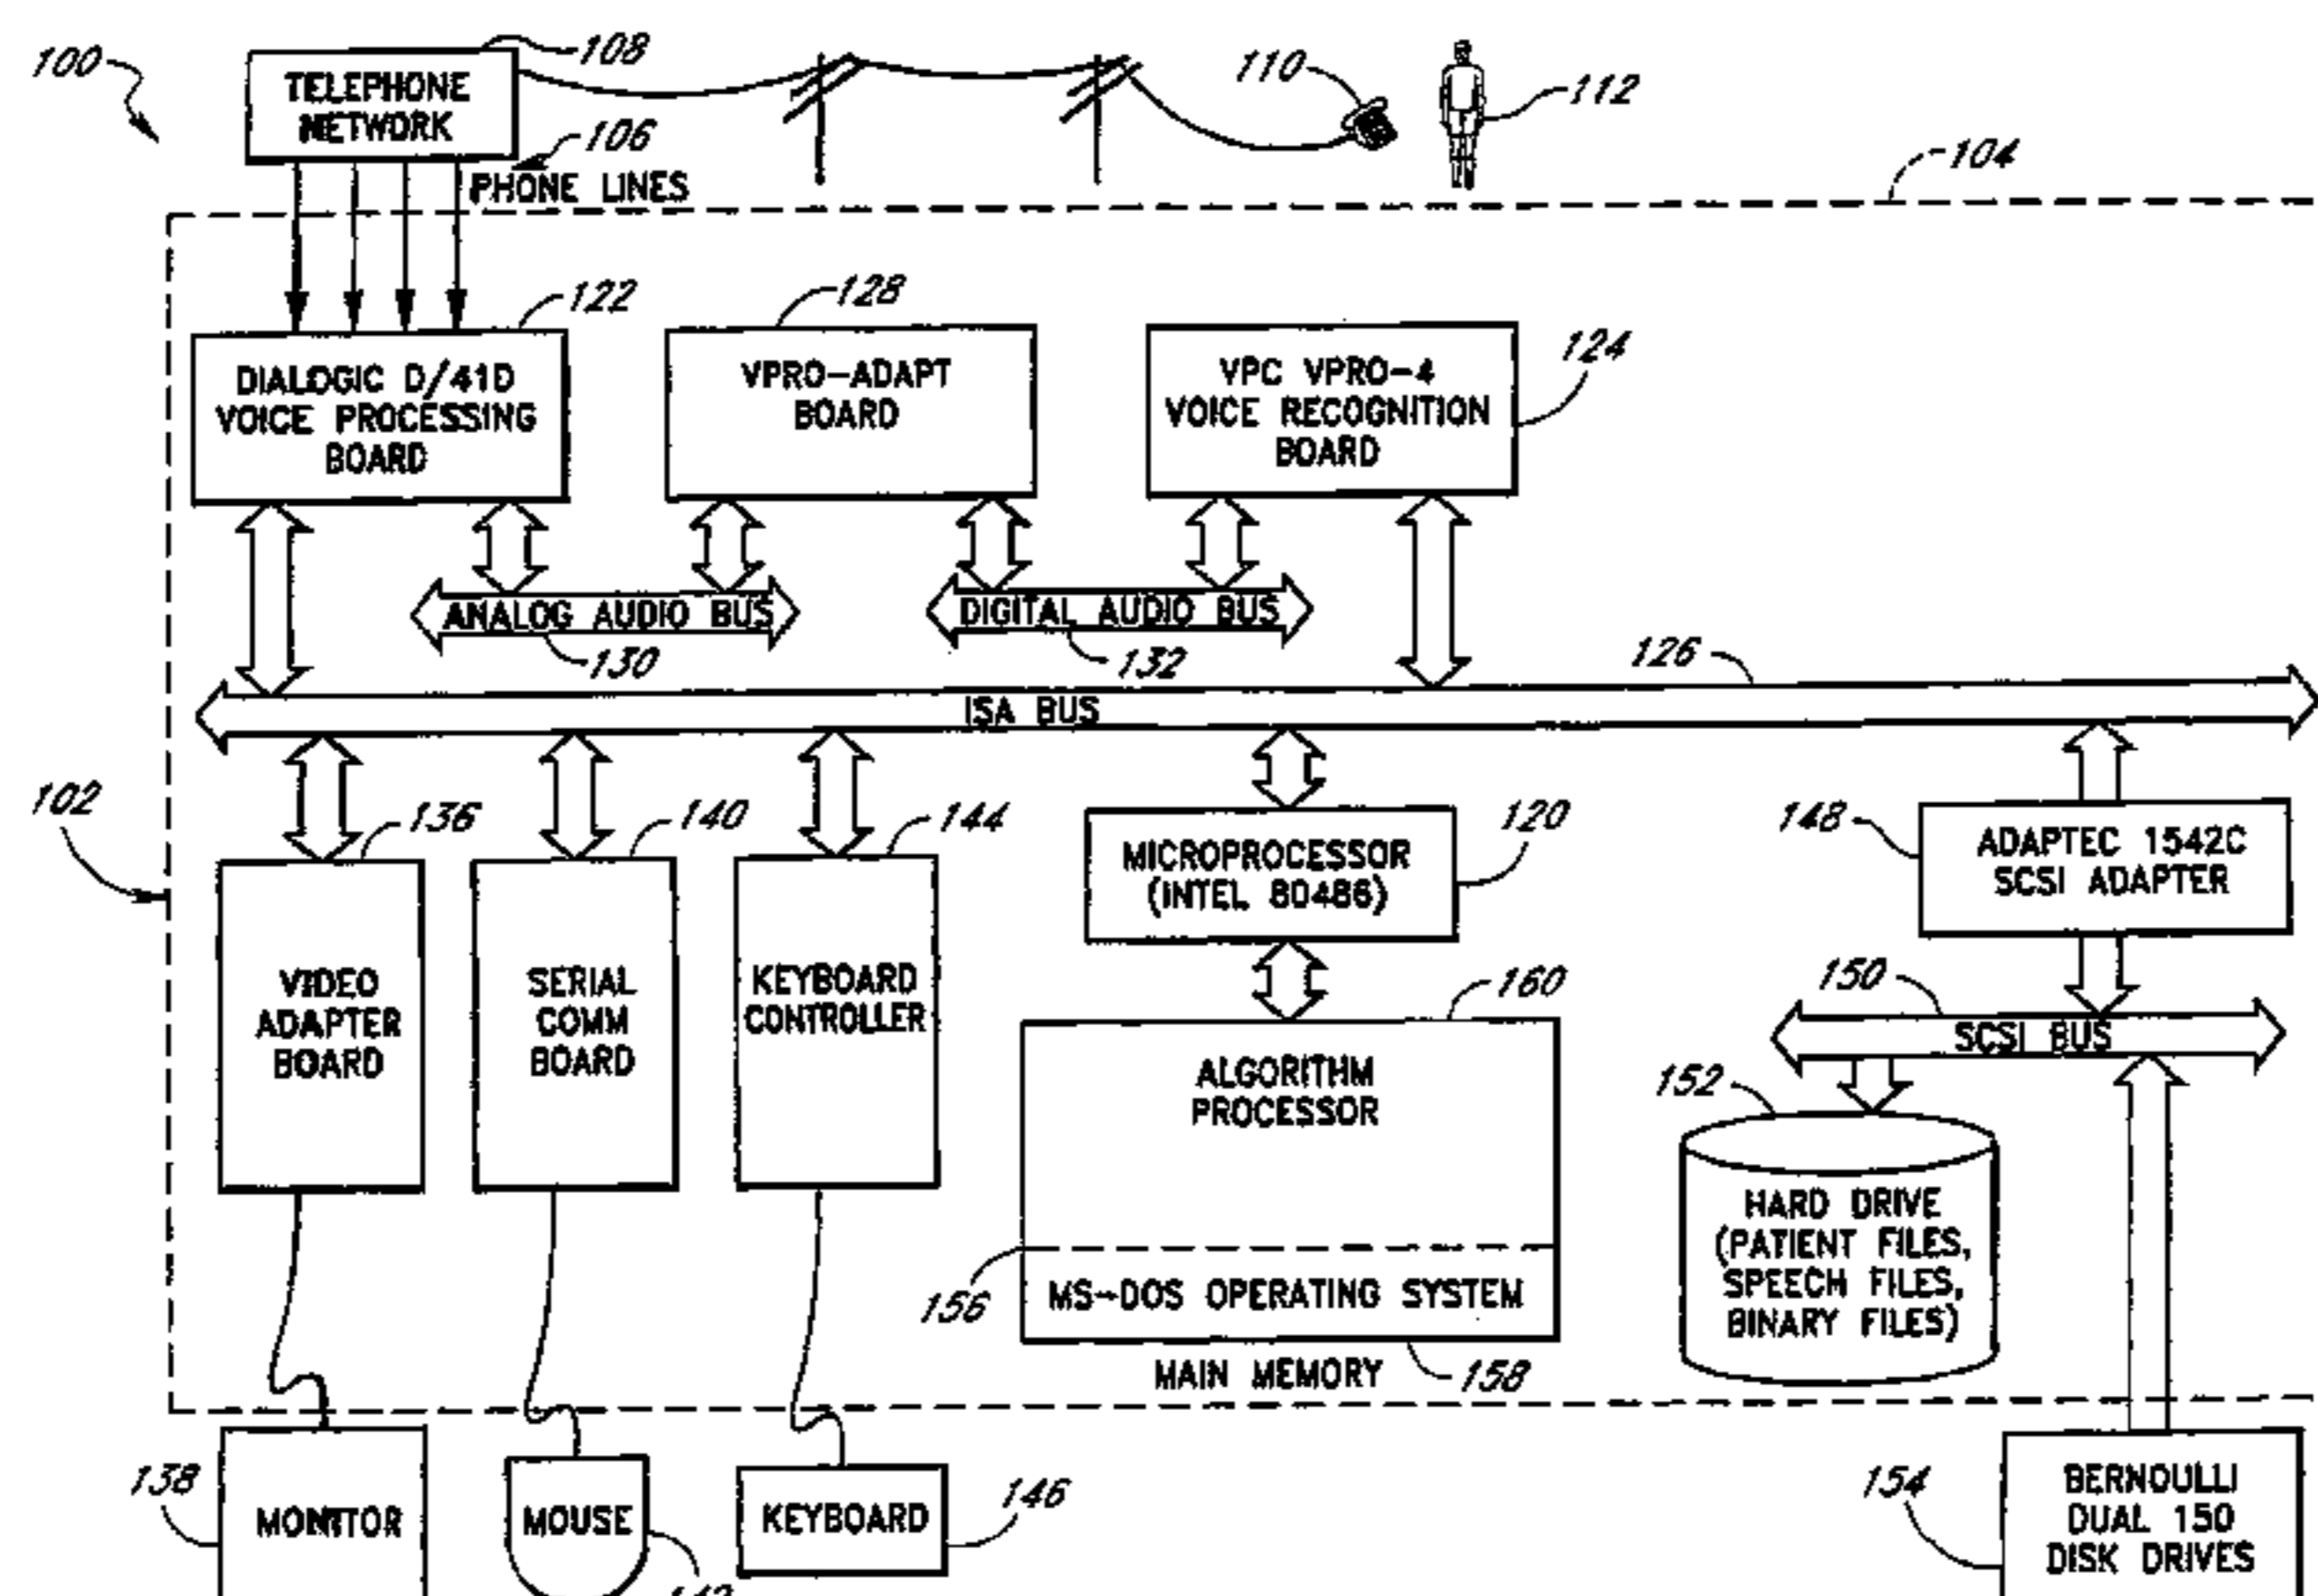 100
108
TELEPHONE
NETWORK
106
PHONE LINES
110
112
104
122
DIALOGIC D/41D
VOICE PROCESSING
BOARD
128
VPRO-ADAPT
BOARD
124
VPC VPRO-4
VOICE RECOGNITION
BOARD
ANALOG AUDIO BUS
130
DIGITAL AUDIO BUS
132
126
ISA BUS
102
136
VIDEO
ADAPTER
BOARD
140
SERIAL
COMM
BOARD
144
KEYBOARD
CONTROLLER
120
MICROPROCESSOR
(INTEL 80486)
148
ADAPTEC 1542C
SCSI ADAPTER
160
ALGORITHM
PROCESSOR
156
MS-DOS OPERATING SYSTEM
MAIN MEMORY
158
150
SCSI BUS
152
HARD DRIVE
(PATIENT FILES,
SPEECH FILES,
BINARY FILES)
138
MONITOR
MOUSE
KEYBOARD
146
154
BERNOULLI
DUAL 150
DISK DRIVES